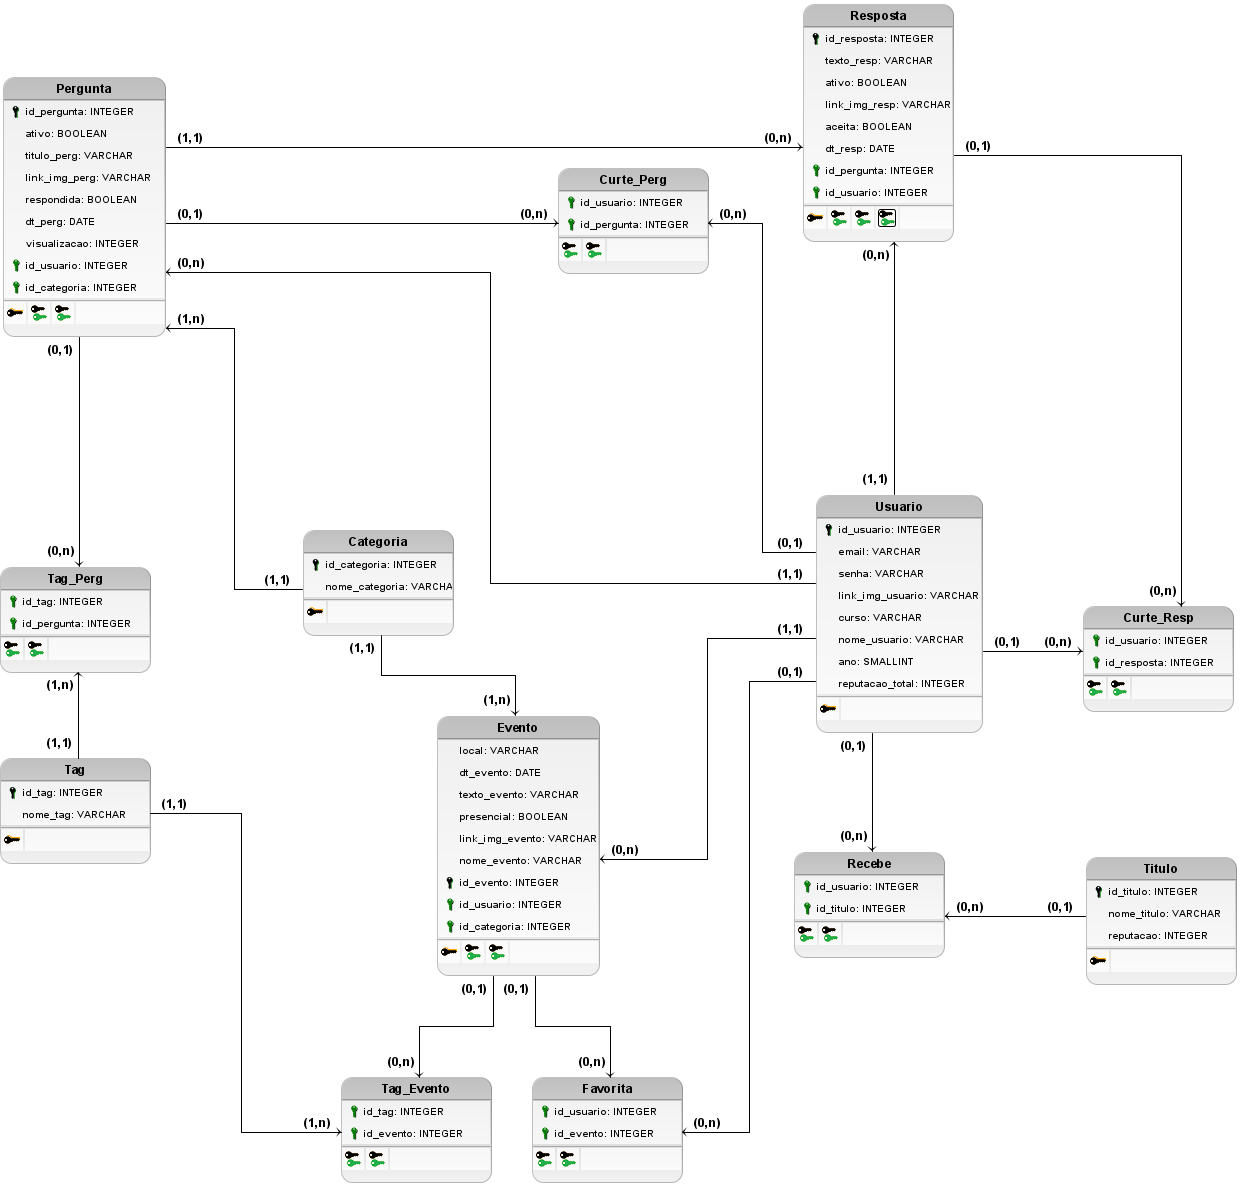 Resposta
id_resposta: INTEGER
texto_resp: VARCHAR
ativo: BOOLEAN
link_img_resp: VARCHAR
aceita: BOOLEAN
dt_resp: DATE
id_pergunta: INTEGER
id_usuario: INTEGER
Pergunta
id_pergunta: INTEGER
ativo: BOOLEAN
titulo_perg: VARCHAR
link_img_perg: VARCHAR
respondida: BOOLEAN
dt_perg: DATE
visualizacao: INTEGER
id_usuario: INTEGER
id_categoria: INTEGER
(1,1)
(0,n)
(0,1)
Curte_Perg
id_usuario: INTEGER
id_pergunta: INTEGER
(0,1)
(0,n)
(0,n)
(0,n)
(0,n)
(1,n)
(0,1)
(1,1)
Usuario
id_usuario: INTEGER
email: VARCHAR
senha: VARCHAR
link_img_usuario: VARCHAR
curso: VARCHAR
nome_usuario: VARCHAR
ano: SMALLINT
reputacao_total: INTEGER
(0,1)
(1,1)
(1,1)
(0,1)
Categoria
id_categoria: INTEGER
nome_categoria: VARCHA
(1,1)
(1,1)
(0,n)
Tag_Perg
id_tag: INTEGER
id_pergunta: INTEGER
(0,n)
Curte_Resp
id_usuario: INTEGER
id_resposta: INTEGER
(0,1)
(0,n)
(1,n)
(1,1)
Tag
id_tag: INTEGER
nome_tag: VARCHAR
(1,1)
(1,n)
Evento
local: VARCHAR
dt_evento: DATE
texto_evento: VARCHAR
presencial: BOOLEAN
link_img_evento: VARCHAR
nome_evento: VARCHAR
id_evento: INTEGER
id_usuario: INTEGER
id_categoria: INTEGER
(0,n)
(0,1)
(0,n)
Recebe
id_usuario: INTEGER
id_titulo: INTEGER
(0,n)
(0,1)
Titulo
id_titulo: INTEGER
nome_titulo: VARCHAR
reputacao: INTEGER
(0,1)
(0,1)
(0,n)
(0,n)
Tag_Evento
id_tag: INTEGER
id_evento: INTEGER
(1,n)
Favorita
id_usuario: INTEGER
id_evento: INTEGER
(0,n)